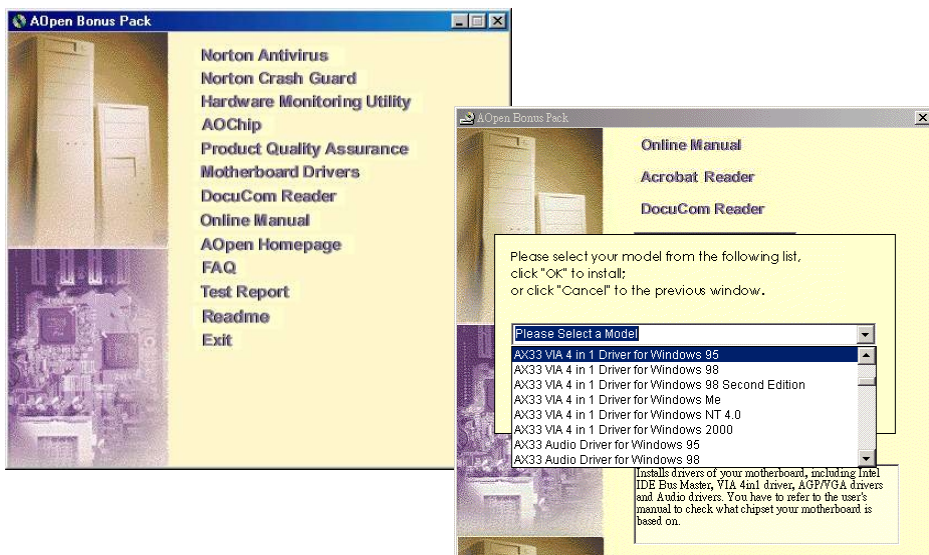 AOpen Bonus Pack
Norton Antivirus
Norton Crash Guard
Hardware Monitoring Utility
AOChip
Product Quality Assurance
Motherboard Drivers
DocuCom Reader
Online Manual
AOpen Homepage
FAQ
Test Report
Readme
Exit
AOpen Bonus Pack
Online Manual
Acrobat Reader
DocuCom Reader
Please select your model from the following list,
click "OK" to install;
or click "Cancel" to the previous window.
Please Select a Model
AX33 VIA 4 in 1 Driver for Windows 95
AX33 VIA 4 in 1 Driver for Windows 98
AX33 VIA 4 in 1 Driver for Windows 98 Second Edition
AX33 VIA 4 in 1 Driver for Windows Me
AX33 VIA 4 in 1 Driver for Windows NT 4.0
AX33 VIA 4 in 1 Driver for Windows 2000
AX33 Audio Driver for Windows 95
AX33 Audio Driver for Windows 98
Installs drivers of your motherboard, including Intel
IDE Bus Master, VIA 4in1 driver, AGP/VGA drivers
and Audio drivers. You have to refer to the user's
manual to check what chipset your motherboard is
based on.